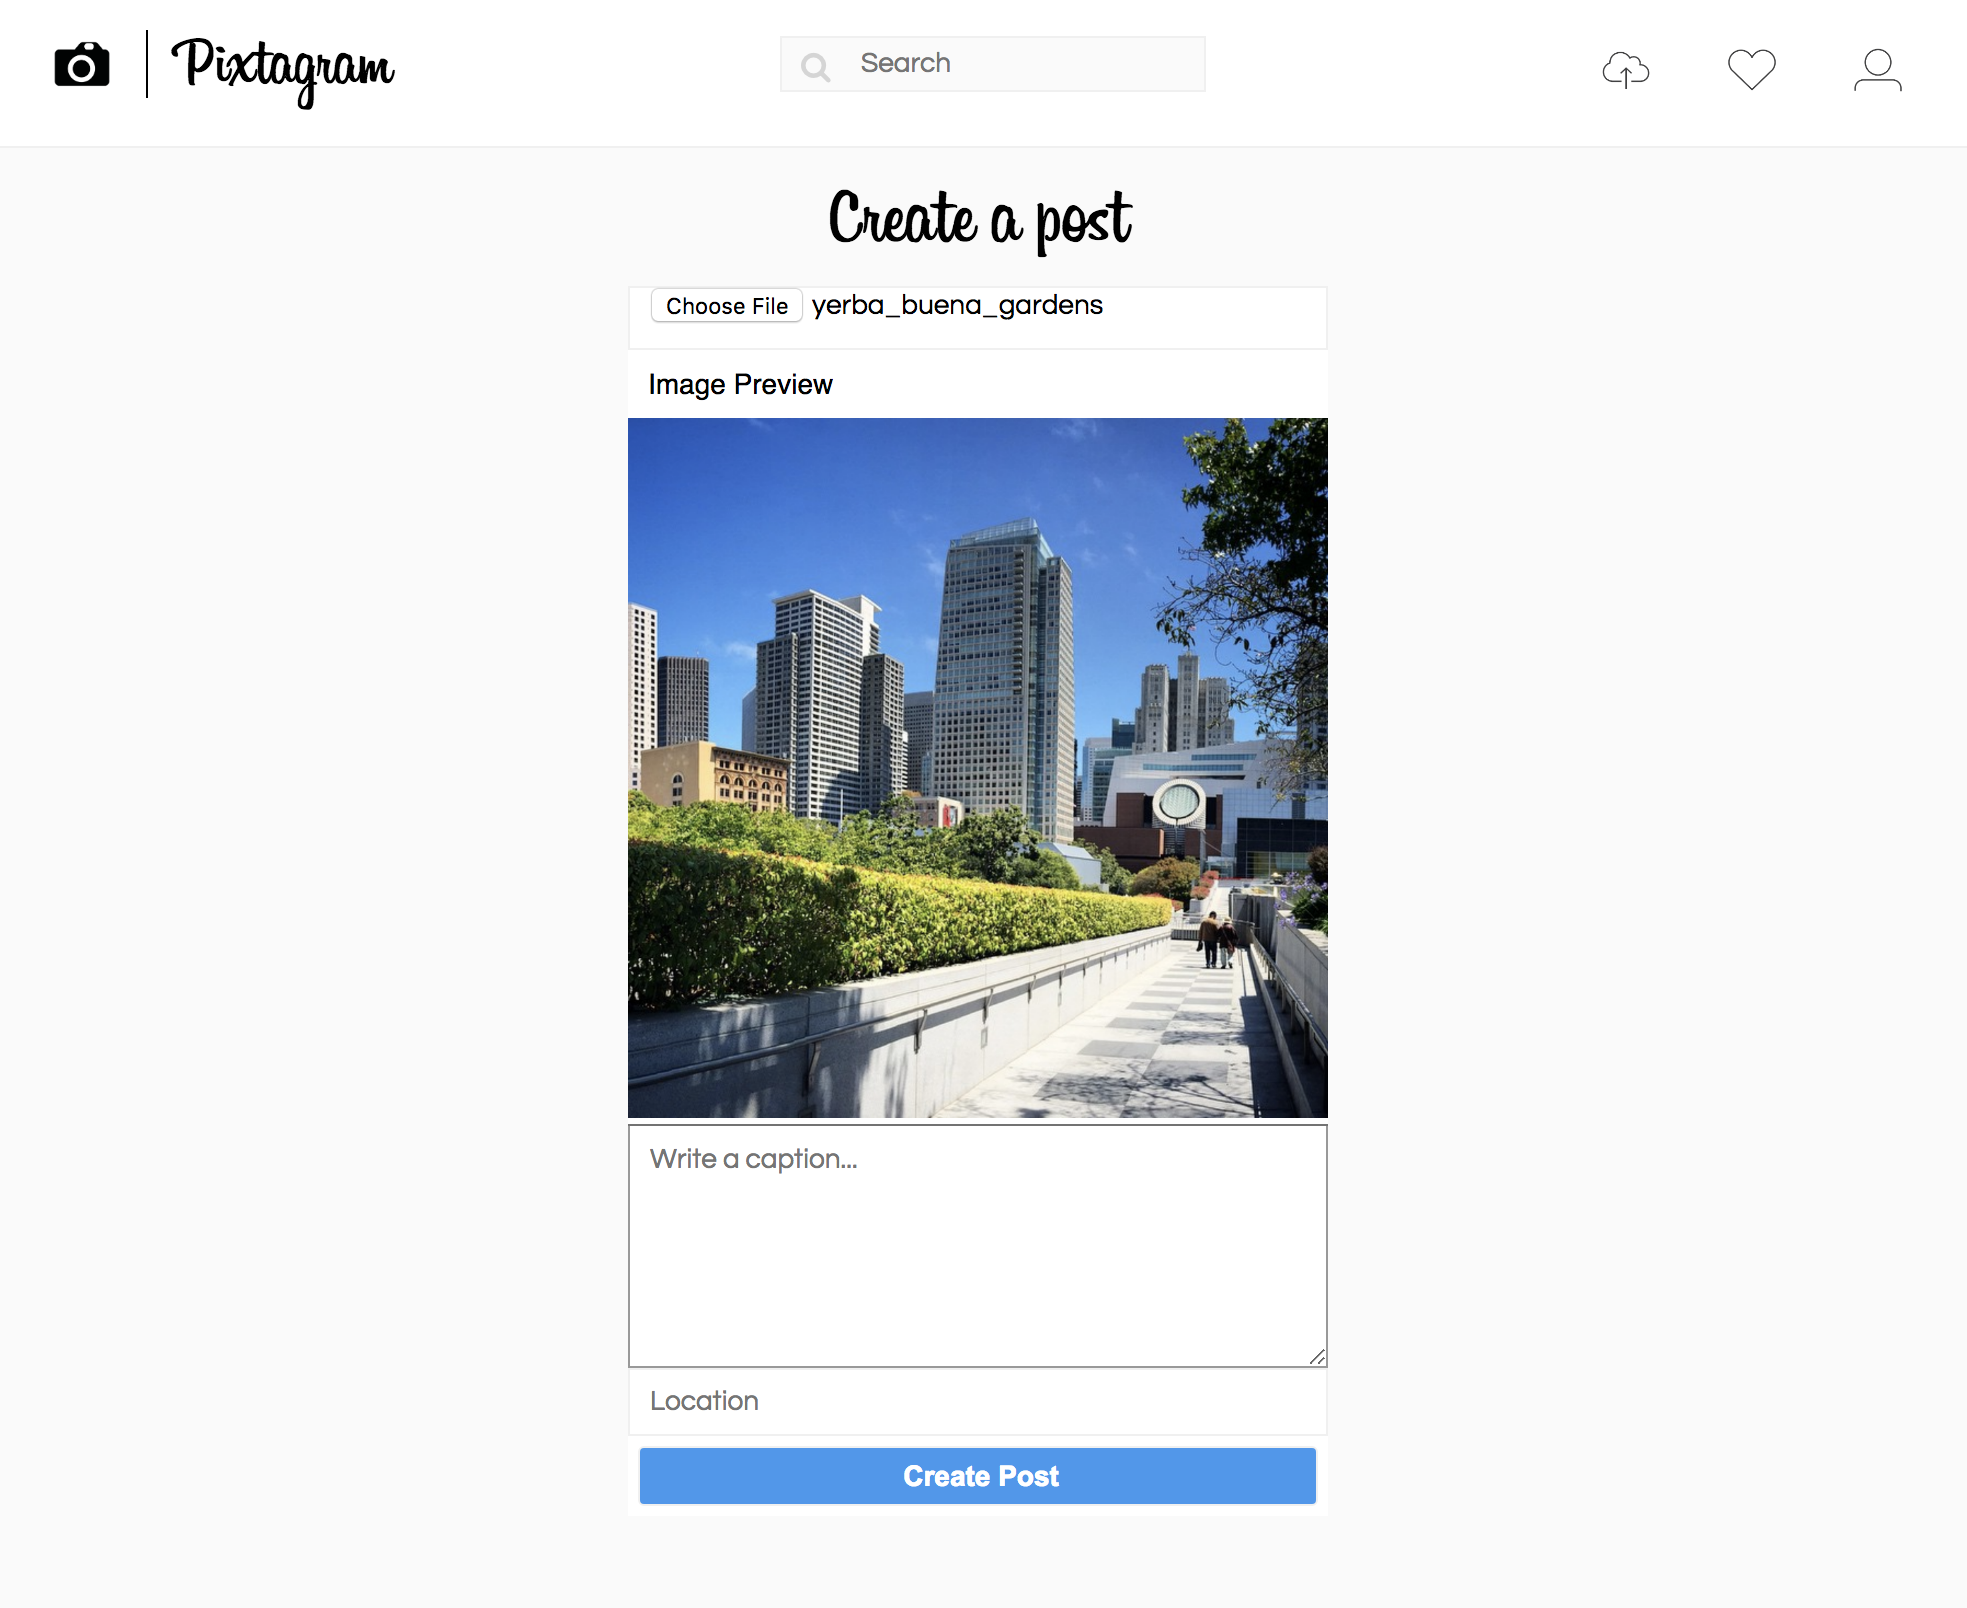 Pixtagram
Search
Create a post
Choose File yerba_buena_gardens
Image Preview
Write a caption...
Location
Create Post